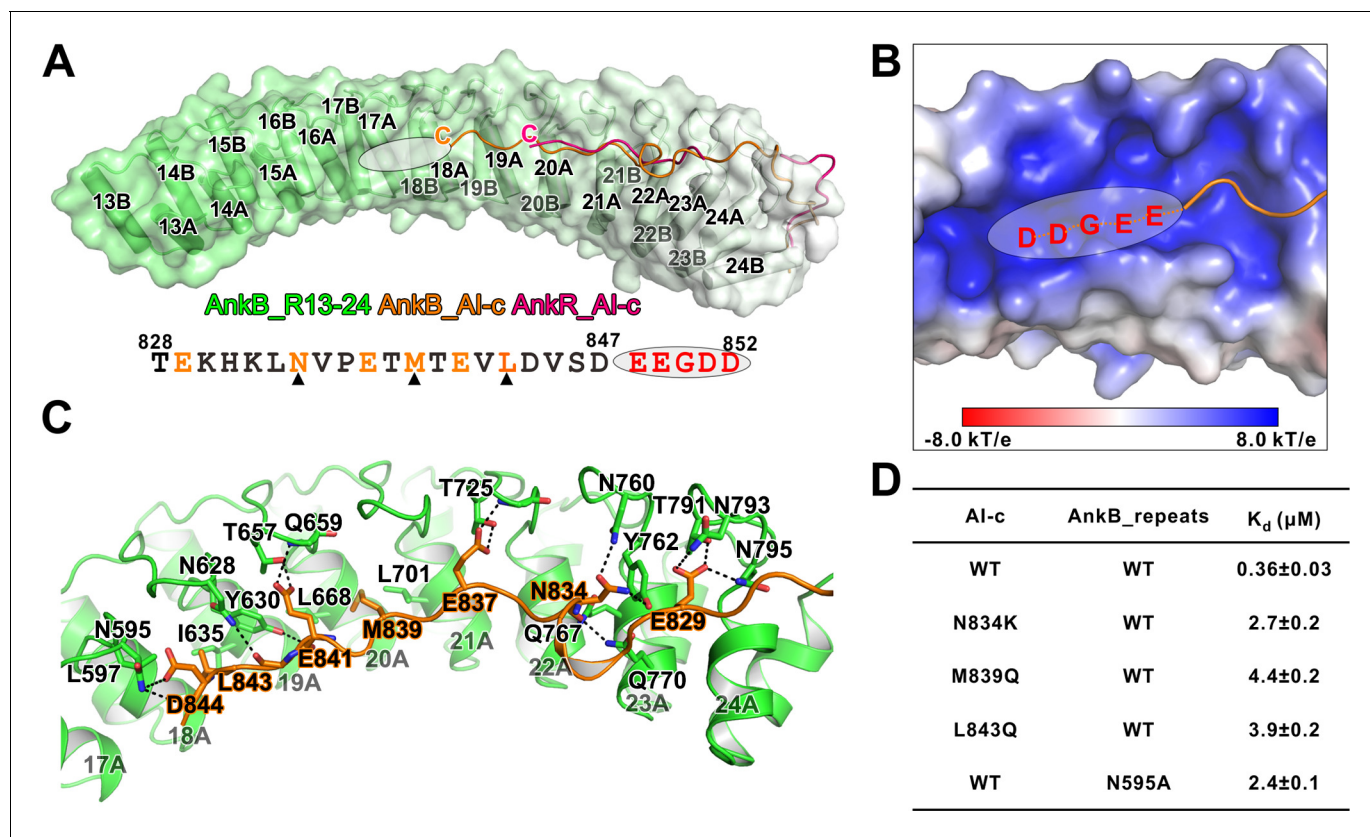 A
17B
17A
16B
16A
15B
15A
14B
14A
13B
13A
C
C
18A
19A
20A
18B
19B
20B
21B
21A
22A
23A
24A
22B
23B
24B
AnkB_R13-24 AnkB_AI-c AnkR_AI-c
828 847 852
TEKHKLNVPETMTEVLDVSDEEGDD
B
D D G E E
-8.0 kT/e 8.0 kT/e
C
T725
N760
T791 N793
Q659
T657
Y762
N795
N628
L701
Y630 L668
N834
E837
N595
I635
M839
E829
Q767
L597
E841
21A
20A
22A
L843
19A
Q770
D844
23A
24A
18A
17A
D
AI-c AnkB_repeats Kd (μM)
WT WT 0.36±0.03
N834K WT 2.7±0.2
M839Q WT 4.4±0.2
L843Q WT 3.9±0.2
WT N595A 2.4±0.1